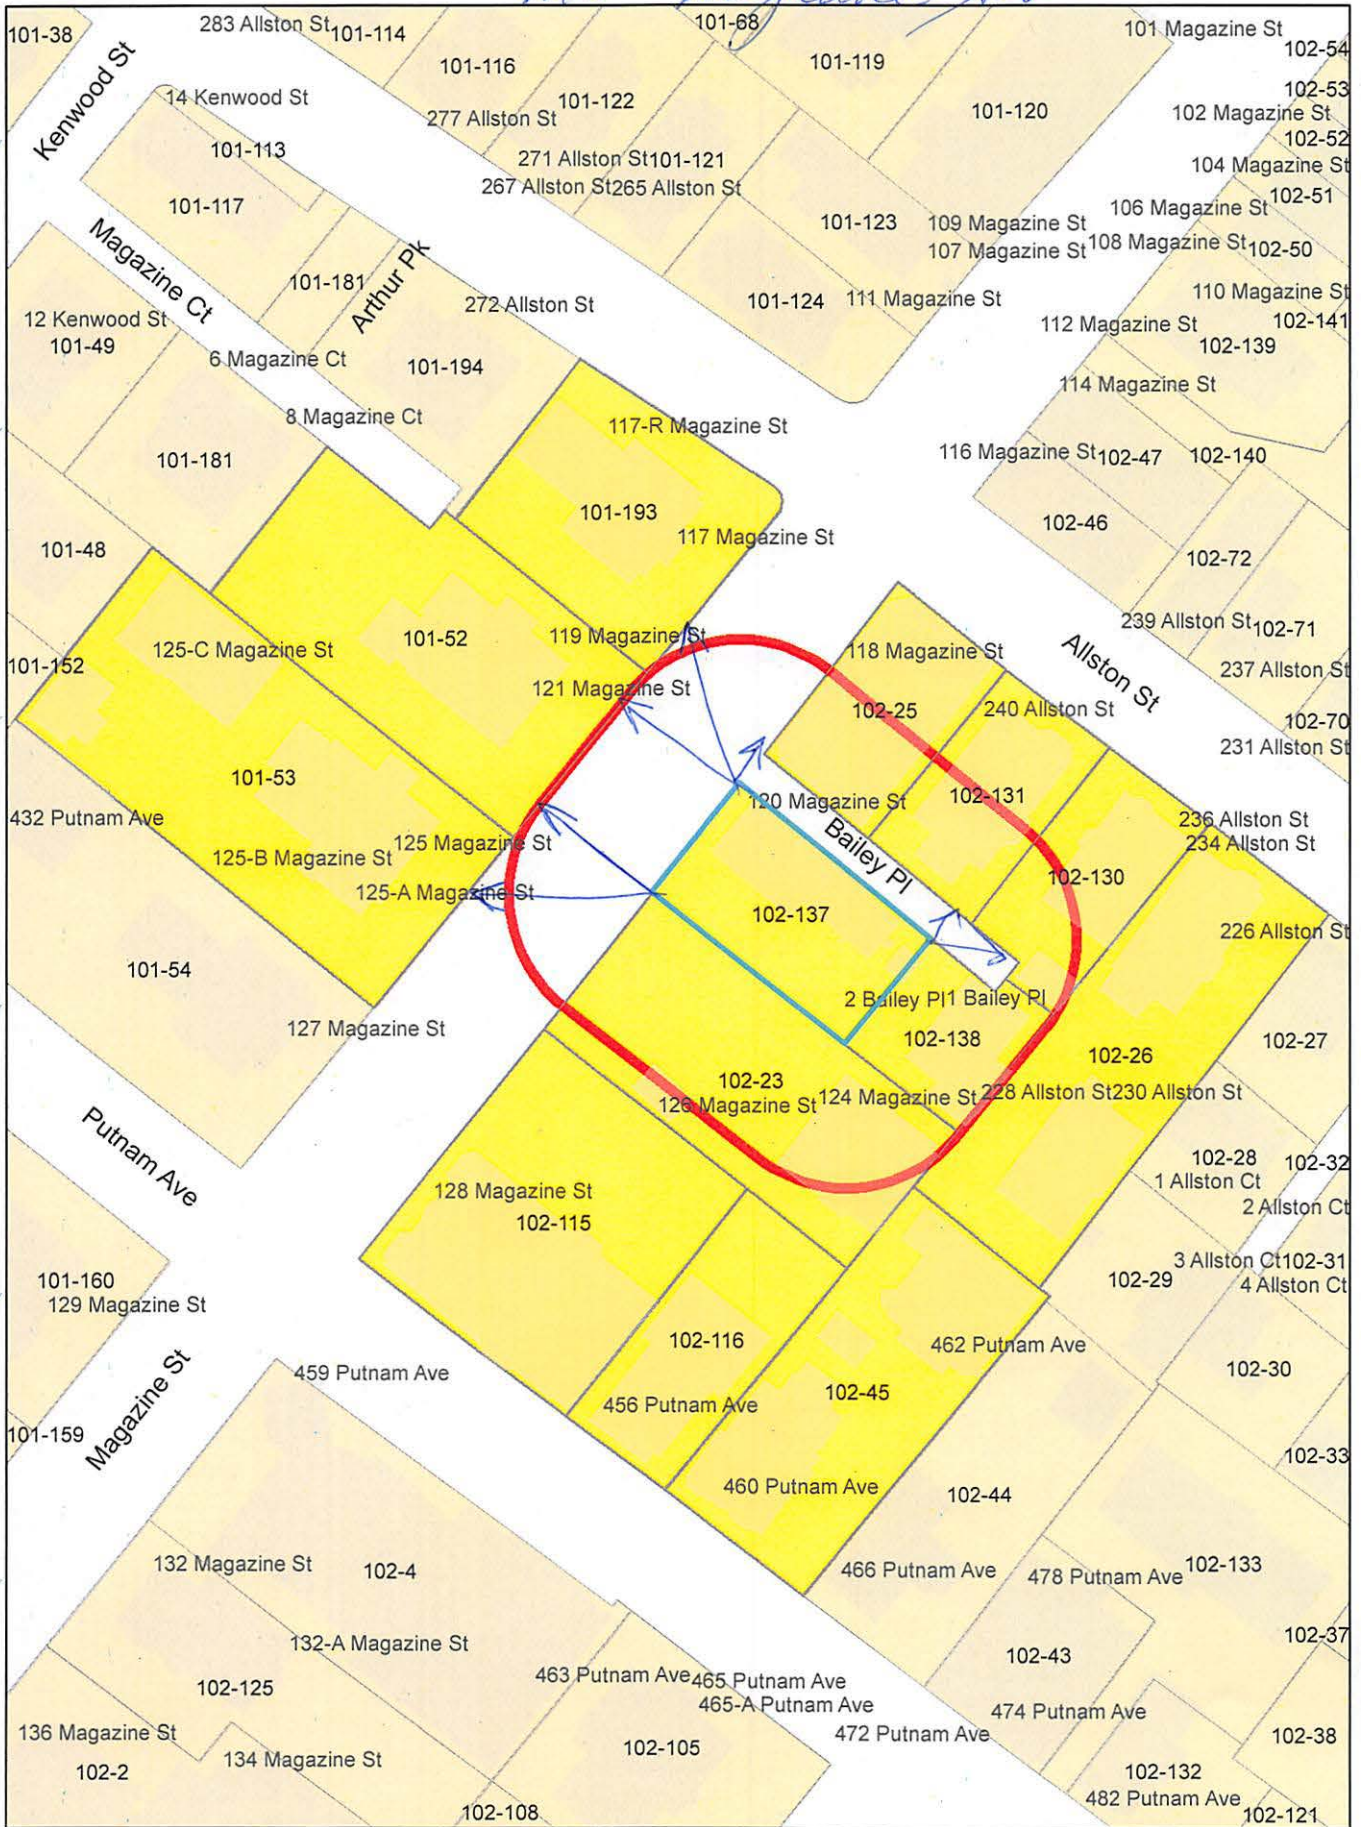 101-38
283 Allston St 101-114
101-68
101 Magazine St
102-54
Kenwood St
101-116
101-119
14 Kenwood St
101-122
102-53
277 Allston St
101-120
102 Magazine St
102-52
101-113
271 Allston St 101-121
104 Magazine St
267 Allston St 265 Allston St
102-51
101-117
106 Magazine St
101-123
109 Magazine St
107 Magazine St
108 Magazine St 102-50
Magazine Ct
Arthur Pk
101-181
272 Allston St
101-124
111 Magazine St
110 Magazine St
102-141
12 Kenwood St
101-49
112 Magazine St
102-139
6 Magazine Ct
101-194
114 Magazine St
8 Magazine Ct
117-R Magazine St
101-181
116 Magazine St 102-47
102-140
101-193
102-46
117 Magazine St
101-48
102-72
239 Allston St 102-71
125-C Magazine St
101-52
119 Magazine St
118 Magazine St
Allston St
101-152
237 Allston St
121 Magazine St
102-25
240 Allston St
102-70
231 Allston St
101-53
102-131
120 Magazine St
432 Putnam Ave
236 Allston St
234 Allston St
125 Magazine St
Bailey Pl
125-B Magazine St
102-130
125-A Magazine St
102-137
226 Allston St
101-54
2 Bailey Pl 1 Bailey Pl
127 Magazine St
102-138
102-27
102-26
102-23
124 Magazine St
228 Allston St 230 Allston St
126 Magazine St
Putnam Ave
102-28
102-32
1 Allston Ct
128 Magazine St
2 Allston Ct
102-115
3 Allston Ct 102-31
101-160
102-29
4 Allston Ct
129 Magazine St
102-116
462 Putnam Ave
Magazine St
459 Putnam Ave
102-30
102-45
456 Putnam Ave
101-159
102-33
460 Putnam Ave
102-44
132 Magazine St
102-4
466 Putnam Ave
478 Putnam Ave 102-133
102-37
132-A Magazine St
102-43
102-125
463 Putnam Ave 465 Putnam Ave
465-A Putnam Ave
474 Putnam Ave
136 Magazine St
472 Putnam Ave
102-38
134 Magazine St
102-105
102-2
102-132
482 Putnam Ave
102-108
102-121